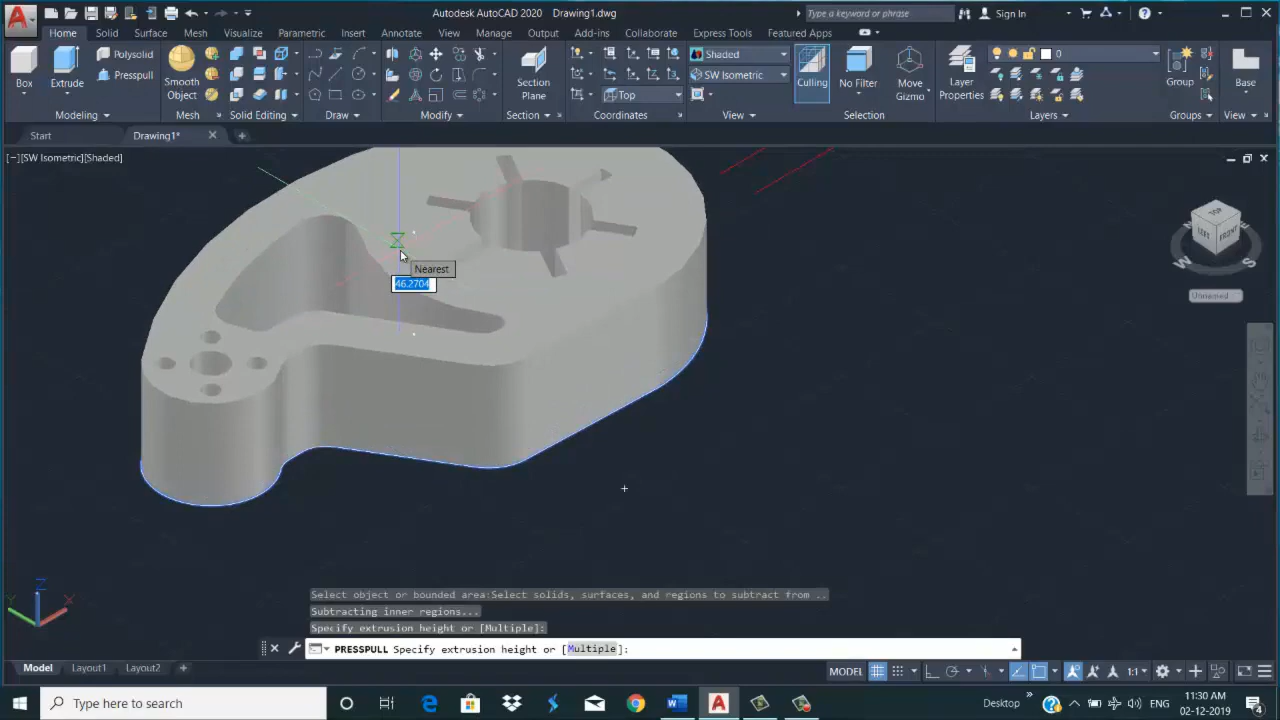 Autodesk AutoCAD 2020 Drawing1.dwg
Type a keyword or phrase
Sign In
Home Solid Surface Mesh Visualize Parametric Insert Annotate View Manage Output Add-ins Collaborate Express Tools Featured Apps
Box
Extrude
Polysolid
Presspull
Smooth
Object
Section
Plane
Top
Shaded
SW Isometric
Culling
No Filter
Move
Gizmo
Layer
Properties
0
Group
Base
Modeling Mesh Solid Editing Draw Modify Section Coordinates View Selection Layers Groups View
Start Drawing1*
[−][SW Isometric][Shaded]
TOP
LEFT FRONT
N
W S
Unnamed
Nearest
46.2704
Z
Y X
Select object or bounded area:Select solids, surfaces, and regions to subtract from ..
Subtracting inner regions...
Specify extrusion height or [Multiple]:
PRESSPULL Specify extrusion height or [Multiple]:
Model Layout1 Layout2
MODEL
1:1
Type here to search
Desktop
ENG
11:30 AM
02-12-2019
4